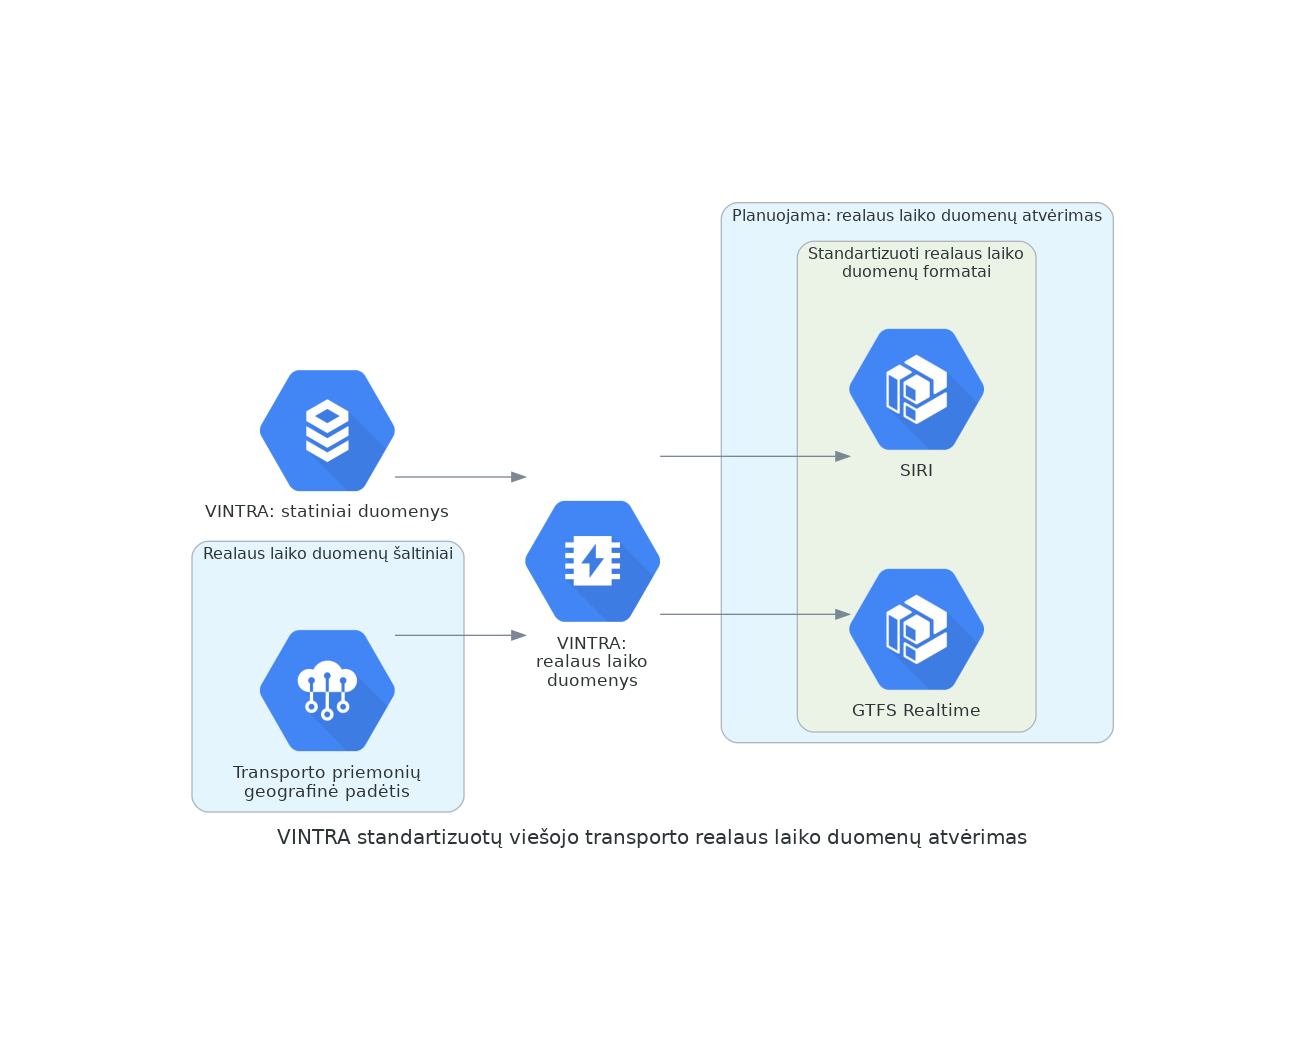 Planuojama: realaus laiko duomenų atvėrimas
Standartizuoti realaus laiko
duomenų formatai
SIRI
VINTRA: statiniai duomenys
Realaus laiko duomenų šaltiniai
VINTRA:
realaus laiko
duomenys
GTFS Realtime
Transporto priemonių
geografinė padėtis
VINTRA standartizuotų viešojo transporto realaus laiko duomenų atvėrimas